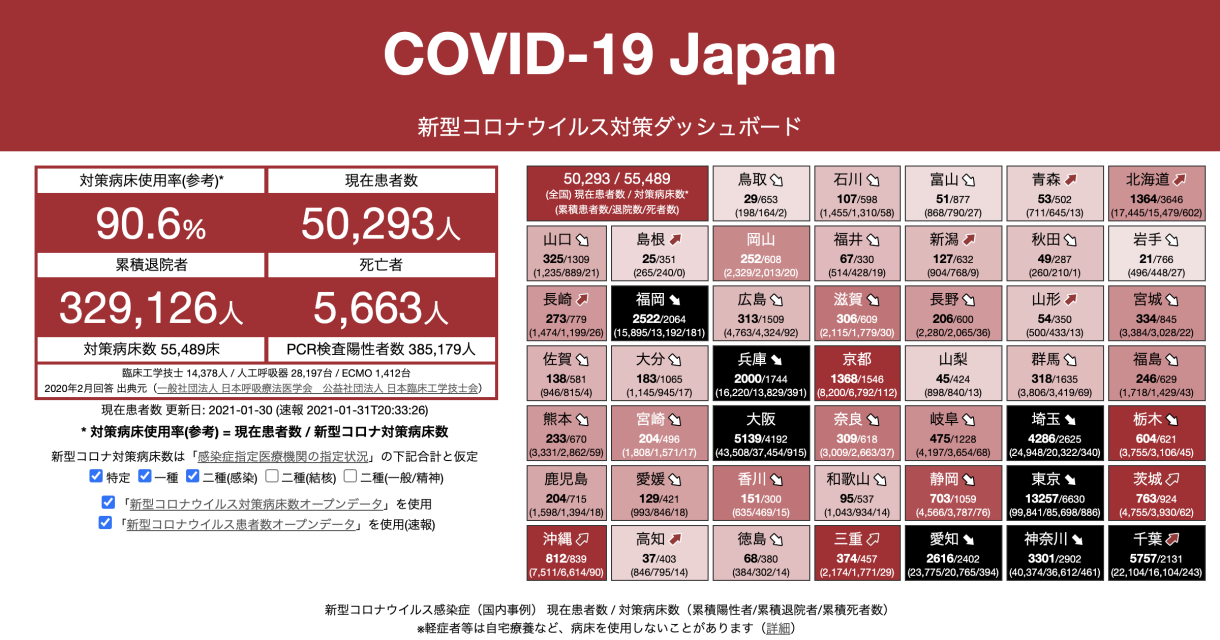 COVID-19 Japan
新型コロナウイルス対策ダッシュボード
対策病床使用率(参考)*
現在患者数
90.6%
50,293人
累積退院者
死亡者
329,126人
5,663人
対策病床数 55,489床
PCR検査陽性者数 385,179人
臨床工学技士 14,378人 / 人工呼吸器 28,197台 / ECMO 1,412台
2020年2月回答 出典元（一般社団法人 日本呼吸療法医学会　公益社団法人 日本臨床工学技士会）
現在患者数 更新日: 2021-01-30 (速報 2021-01-31T20:33:26)
* 対策病床使用率(参考) = 現在患者数 / 新型コロナ対策病床数
新型コロナ対策病床数は「感染症指定医療機関の指定状況」の下記合計と仮定
特定 一種 二種(感染) 二種(結核) 二種(一般/精神)
「新型コロナウイルス対策病床数オープンデータ」を使用
「新型コロナウイルス患者数オープンデータ」を使用(速報)
50,293 / 55,489
(全国) 現在患者数 / 対策病床数*
(累積患者数/退院数/死者数)
鳥取
29/653
(198/164/2)
石川
107/598
(1,455/1,310/58)
富山
51/877
(868/790/27)
青森
53/502
(711/645/13)
北海道
1364/3646
(17,445/15,479/602)
山口
325/1309
(1,235/889/21)
島根
25/351
(265/240/0)
岡山
252/608
(2,329/2,013/20)
福井
67/330
(514/428/19)
新潟
127/632
(904/768/9)
秋田
49/287
(260/210/1)
岩手
21/766
(496/448/27)
長崎
273/779
(1,474/1,199/26)
福岡
2522/2064
(15,895/13,192/181)
広島
313/1509
(4,763/4,324/92)
滋賀
306/609
(2,115/1,779/30)
長野
206/600
(2,280/2,065/36)
山形
54/350
(500/433/13)
宮城
334/845
(3,384/3,028/22)
佐賀
138/581
(946/815/4)
大分
183/1065
(1,145/945/17)
兵庫
2000/1744
(16,220/13,829/391)
京都
1368/1546
(8,200/6,792/112)
山梨
45/424
(898/840/13)
群馬
318/1635
(3,806/3,419/69)
福島
246/629
(1,718/1,429/43)
熊本
233/670
(3,331/2,862/59)
宮崎
204/496
(1,808/1,571/17)
大阪
5139/4192
(43,508/37,454/915)
奈良
309/618
(3,009/2,663/37)
岐阜
475/1228
(4,197/3,654/68)
埼玉
4286/2625
(24,948/20,322/340)
栃木
604/621
(3,755/3,106/45)
鹿児島
204/715
(1,598/1,394/18)
愛媛
129/421
(993/846/18)
香川
151/300
(635/469/15)
和歌山
95/537
(1,043/934/14)
静岡
703/1059
(4,566/3,787/76)
東京
13257/6630
(99,841/85,698/886)
茨城
763/924
(4,755/3,930/62)
沖縄
812/839
(7,511/6,614/90)
高知
37/403
(846/795/14)
徳島
68/380
(384/302/14)
三重
374/457
(2,174/1,771/29)
愛知
2616/2402
(23,775/20,765/394)
神奈川
3301/2902
(40,374/36,612/461)
千葉
5757/2131
(22,104/16,104/243)
新型コロナウイルス感染症（国内事例） 現在患者数 / 対策病床数（累積陽性者/累積退院者/累積死者数）
※軽症者等は自宅療養など、病床を使用しないことがあります（詳細）